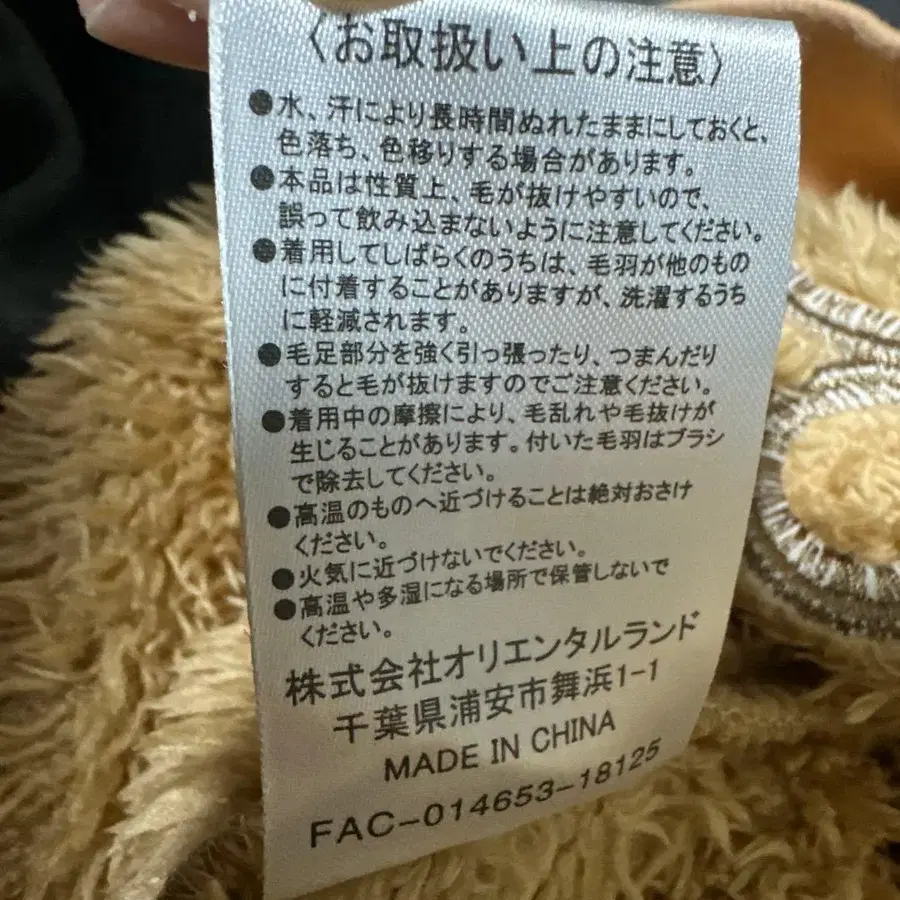 〈お取扱い上の注意〉
●水、汗により長時間ぬれたままにしておくと、
色落ち、色移りする場合があります。
●本品は性質上、毛が抜けやすいので、
誤って飲み込まないように注意してください。
●着用してしばらくのうちは、毛羽が他のもの
に付着することがありますが、洗濯するうち
に軽減されます。
●毛足部分を強く引っ張ったり、つまんだり
すると毛が抜けますのでご注意ください。
●着用中の摩擦により、毛乱れや毛抜けが
生じることがあります。付いた毛羽はブラシ
で除去してください。
●高温のものへ近づけることは絶対おさけ
ください。
●火気に近づけないでください。
●高温や多湿になる場所で保管しないで
ください。
株式会社オリエンタルランド
千葉県浦安市舞浜1-1
MADE IN CHINA
FAC-014653-18125